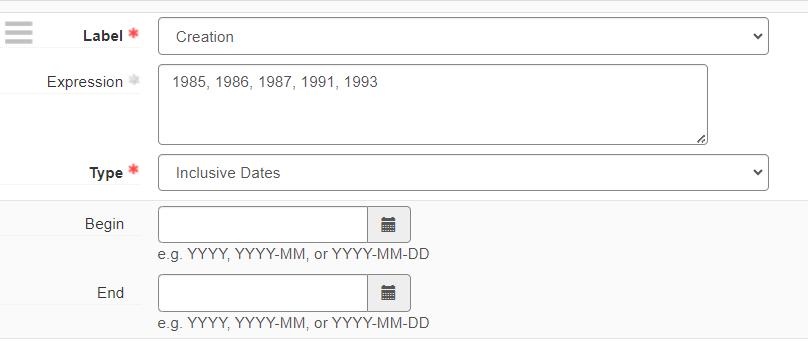 Label * Creation
Expression * 1985, 1986, 1987, 1991, 1993
Type * Inclusive Dates
Begin
e.g. YYYY, YYYY-MM, or YYYY-MM-DD
End
e.g. YYYY, YYYY-MM, or YYYY-MM-DD